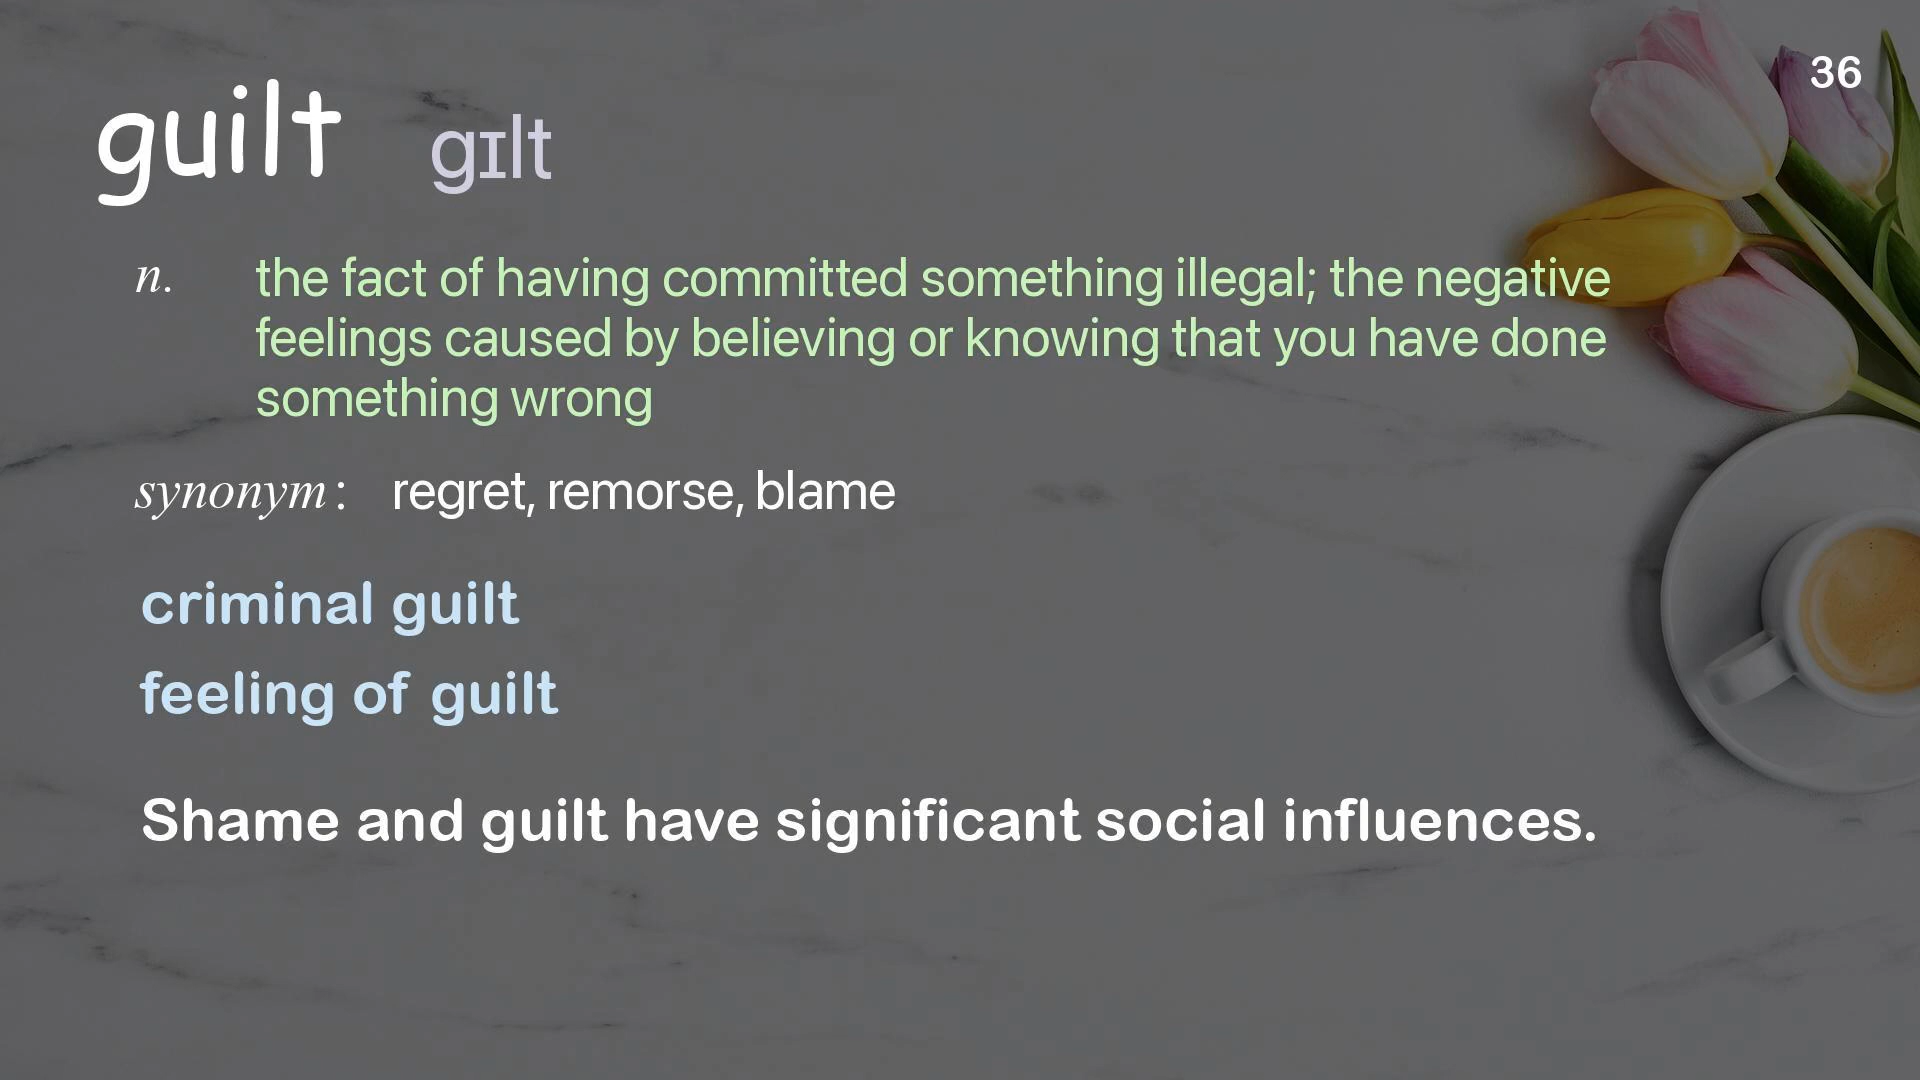 36
guilt gɪlt
n. the fact of having committed something illegal; the negative
feelings caused by believing or knowing that you have done
something wrong
synonym: regret, remorse, blame
criminal guilt
feeling of guilt
Shame and guilt have significant social influences.